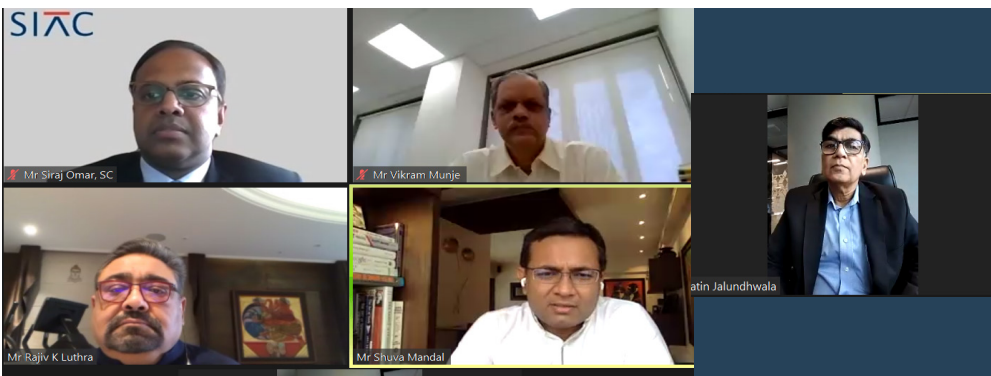 SIAC
Mr Siraj Omar, SC
Mr Vikram Munje
atin Jalundhwala
Mr Rajiv K Luthra
Mr Shuva Mandal